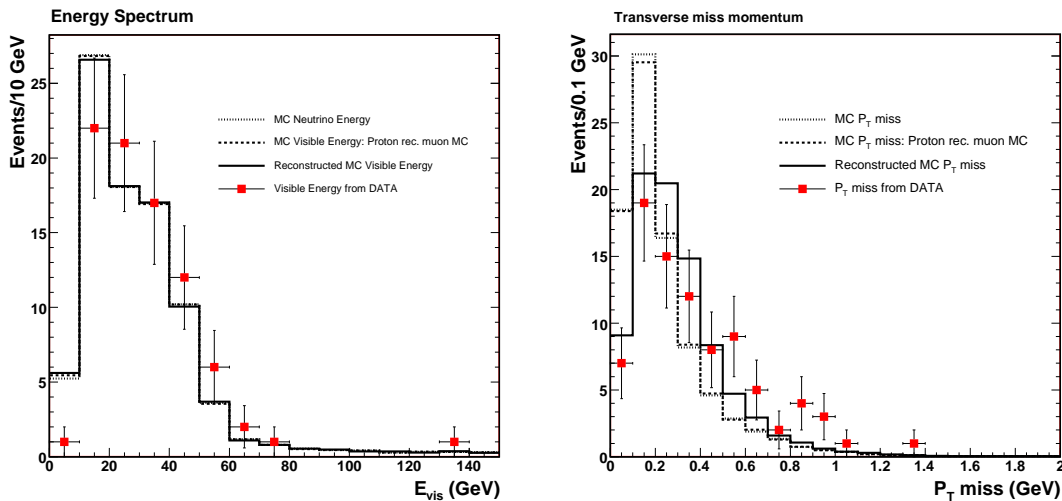 Energy Spectrum
Events/10 GeV
25
20
15
10
5
0
MC Neutrino Energy
MC Visible Energy: Proton rec. muon MC
Reconstructed MC Visible Energy
Visible Energy from DATA
0 20 40 60 80 100 120 140
E_vis (GeV)
Transverse miss momentum
Events/0.1 GeV
30
25
20
15
10
5
0
MC P_T miss
MC P_T miss: Proton rec. muon MC
Reconstructed MC P_T miss
P_T miss from DATA
0 0.2 0.4 0.6 0.8 1 1.2 1.4 1.6 1.8 2
P_T miss (GeV)